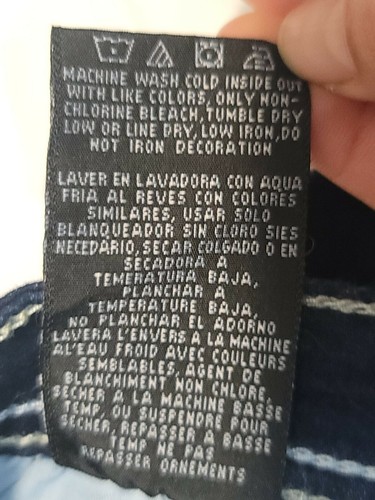 MACHINE WASH COLD INSIDE OUT
WITH LIKE COLORS, ONLY NON-
CHLORINE BLEACH, TUMBLE DRY
LOW OR LINE DRY, LOW IRON, DO
NOT IRON DECORATION
LAVER EN LAVADORA CON AQUA
FRIA AL REVES CON COLORES
SIMILARES, USAR SOLO
BLANQUEADOR SIN CLORO SIES
NECEDARIO, SECAR COLGADO O EN
SECADORA A
TEMERATURA BAJA,
PLANCHAR A
TEMPERATURE BAJA,
NO PLANCHAR EL ADORNO
LAVERA L'ENVERS A LA MACHINE
AL'EAU FROID AVEC COULEURS
SEMBLABLES, AGENT DE
BLANCHIMENT NON CHLORE,
SECHER A LA MACHINE BASSE
TEMP, OU SUSPENDRE POUR
SECHER, REPASSER A BASSE
TEMP NE PAS
REPASSER ORNEMENTS